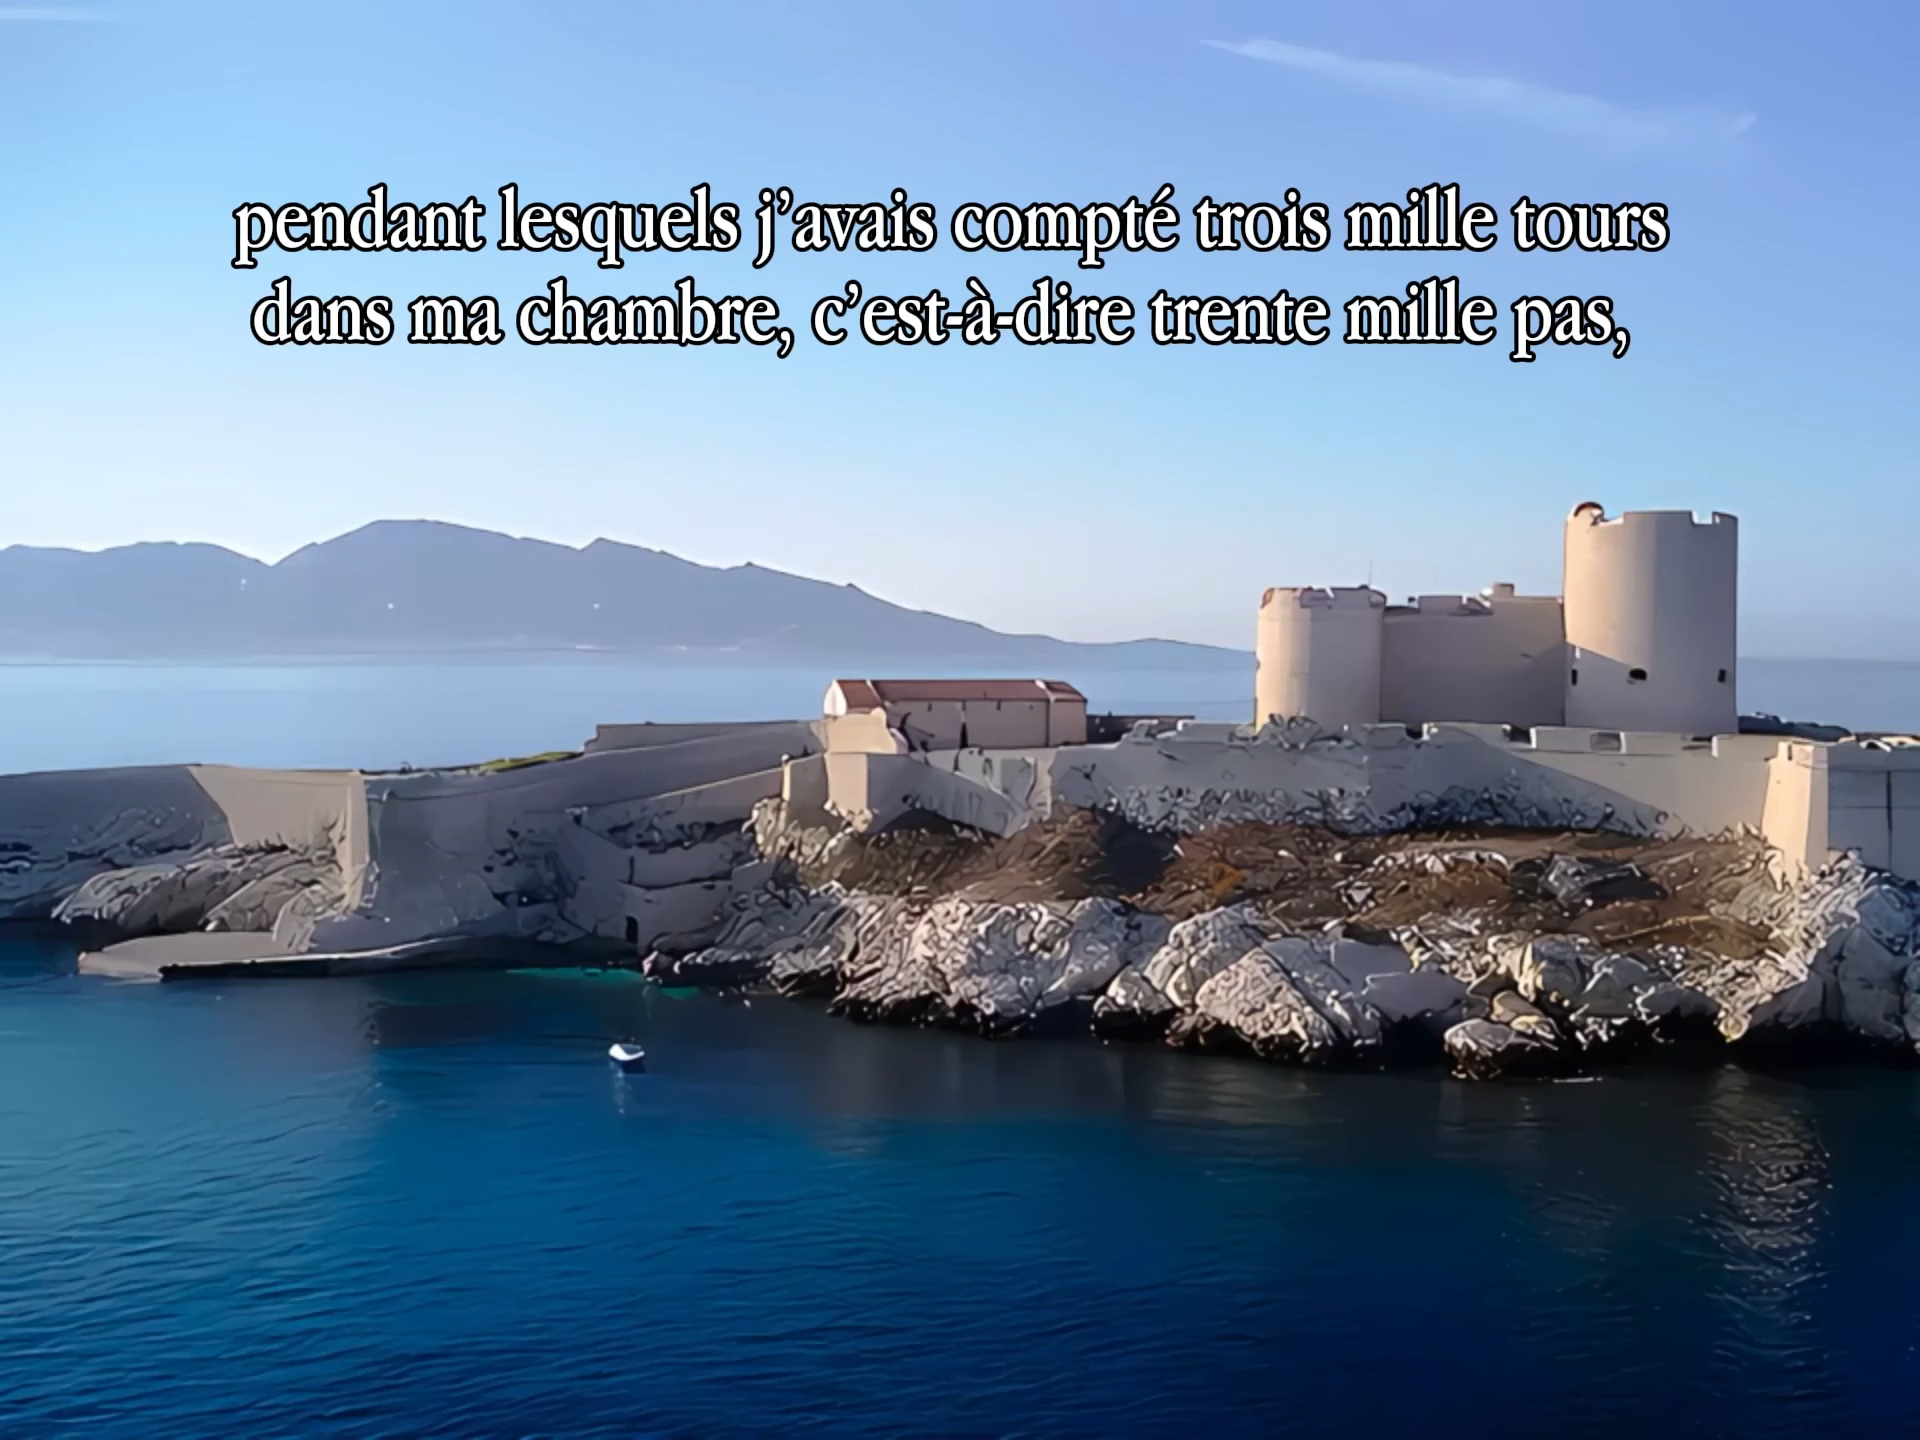 pendant lesquels j’avais compté trois mille tours
dans ma chambre, c’est-à-dire trente mille pas,